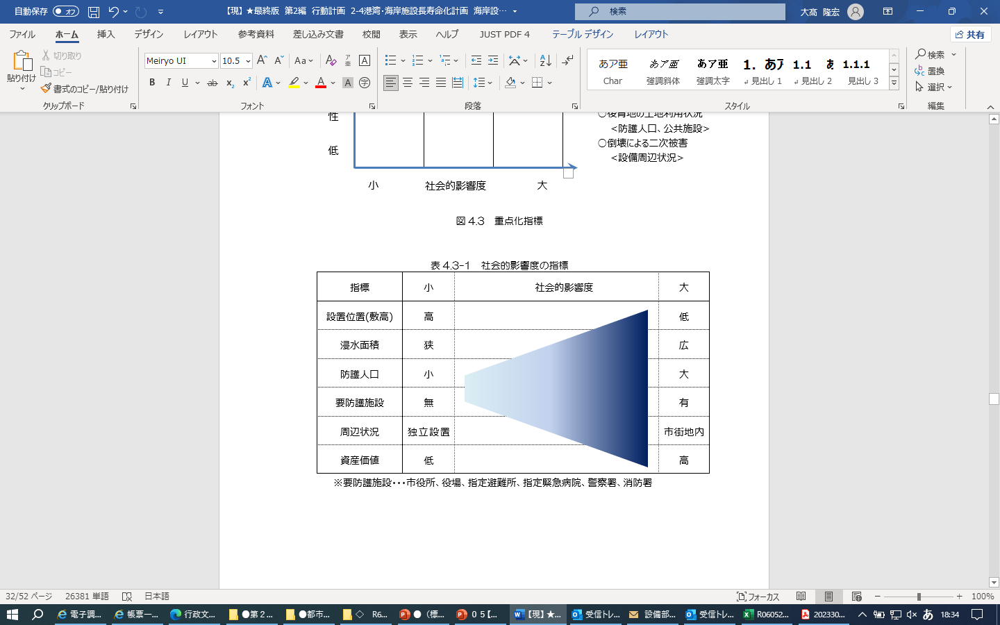 自動保存 オフ 【現】★最終版 第2編 行動計画 2-4港湾・海岸施設長寿命化計画 海岸設… 検索 大高 隆宏
ファイル ホーム 挿入 デザイン レイアウト 参考資料 差し込み文書 校閲 表示 ヘルプ JUST PDF 4 テーブル デザイン レイアウト 共有
貼り付け
切り取り
コピー
書式のコピー/貼り付け
クリップボード
Meiryo UI 10.5
フォント
段落
あア亜 あア亜 あア亜 1. あア 1.1 あ 1.1.1
Char 強調斜体 強調太字 見出し 1 見出し 2 見出し 3
スタイル
検索
置換
選択
編集
性
低
小 社会的影響度 大
○後背地の土地利用状況
<防護人口、公共施設>
○倒壊による二次被害
<設備周辺状況>
図 4.3 重点化指標
表 4.3-1 社会的影響度の指標
指標 小 社会的影響度 大
設置位置(敷高) 高 低
浸水面積 狭 広
防護人口 小 大
要防護施設 無 有
周辺状況 独立設置 市街地内
資産価値 低 高
※要防護施設・・・市役所、役場、指定避難所、指定緊急病院、警察署、消防署
32/52 ページ 26381 単語 日本語 フォーカス 100%
電子調... 帳票一... 行政文... ●第２... ●都市... ◇ R6... ●（標... ０５【... 【現】★... 受信トレ... 設備部... 受信トレ... R06052... 202330... あ 18:34